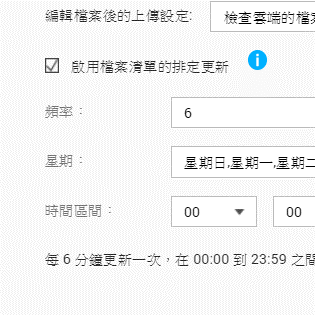 編輯檔案後的上傳設定: 檢查雲端的檔案
啟用檔案清單的排定更新
頻率： 6
星期： 星期日,星期一,星期二
時間區間： 00 00
每 6 分鐘更新一次，在 00:00 到 23:59 之間